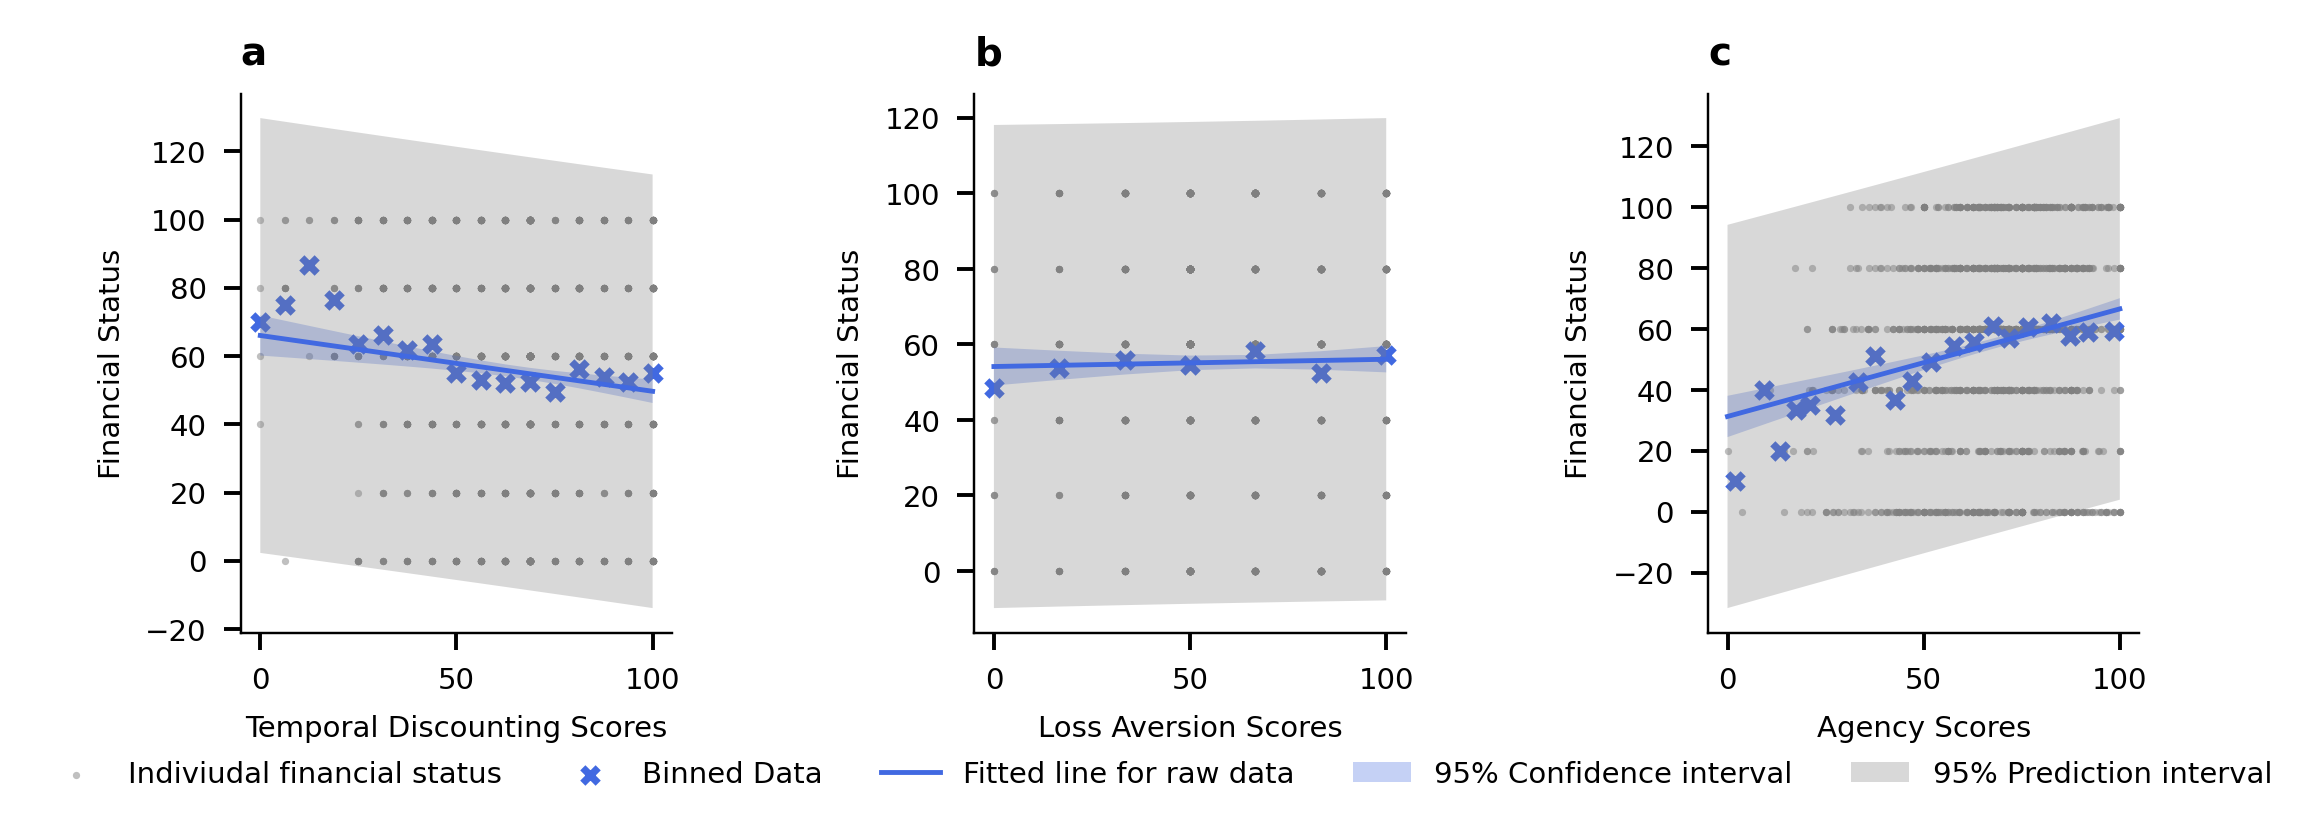 a
Financial Status
120
100
80
60
40
20
0
−20
0 50 100
Temporal Discounting Scores
b
Financial Status
120
100
80
60
40
20
0
0 50 100
Loss Aversion Scores
c
Financial Status
120
100
80
60
40
20
0
−20
0 50 100
Agency Scores
Indiviudal financial status Binned Data Fitted line for raw data 95% Confidence interval 95% Prediction interval